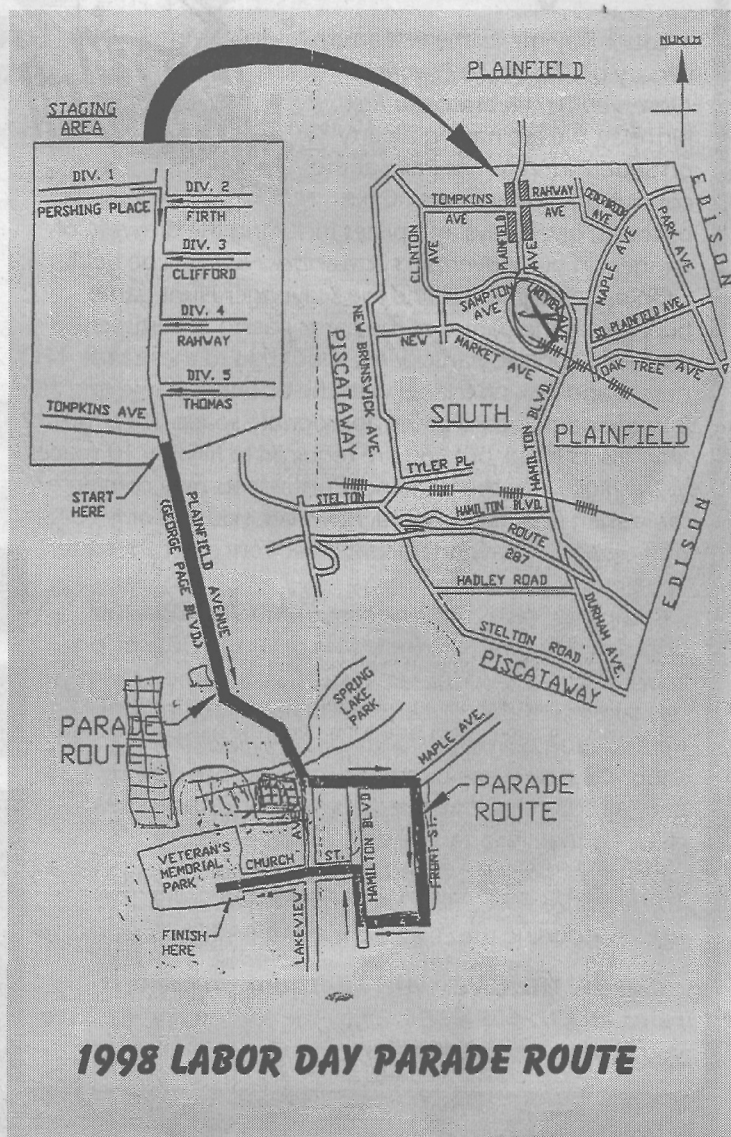 NORTH
PLAINFIELD
STAGING
AREA
DIV. 1
PERSHING PLACE
DIV. 2
FIRTH
DIV. 3
CLIFFORD
DIV. 4
RAHWAY
DIV. 5
THOMAS
TOMPKINS AVE
START
HERE
PLAINFIELD AVENUE
(GEORGE PAGE BLVD.)
PARADE
ROUTE
SPRING
LAKE
PARK
MAPLE AVE.
PARADE
ROUTE
HAMILTON BLVD.
FRONT ST.
VETERAN'S
MEMORIAL
PARK
CHURCH ST.
LAKEVIEW AVE
FINISH
HERE
TOMPKINS
AVE
RAHWAY
AVE
CEDARBROOK
AVE
PLAINFIELD AVE
CLINTON
AVE
MAPLE AVE
PARK AVE
EDISON
SAMPTON
AVE
SO. PLAINFIELD AVE.
OAK TREE AVE
NEW MARKET AVE
NEW BRUNSWICK AVE.
PISCATAWAY
SOUTH
PLAINFIELD
HAMILTON BLVD.
TYLER PL.
STELTON
HAMILTON BLVD.
ROUTE
287
HADLEY ROAD
DURHAM AVE.
STELTON ROAD
PISCATAWAY
EDISON
1998 LABOR DAY PARADE ROUTE